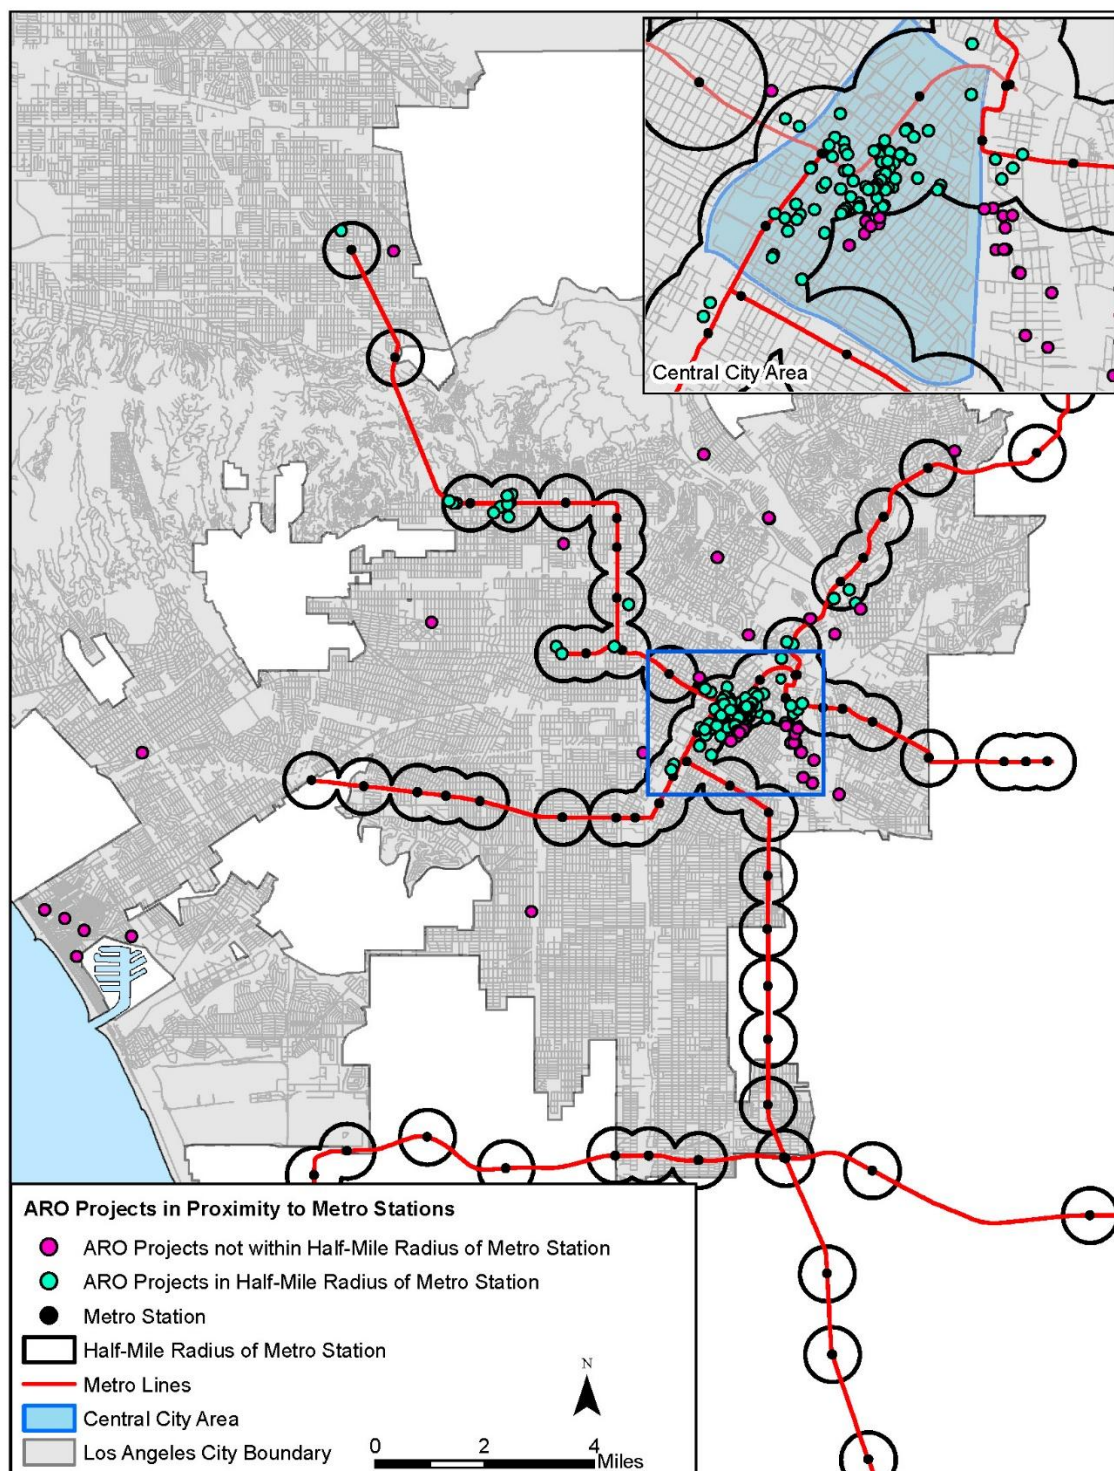 Central City Area
ARO Projects in Proximity to Metro Stations
ARO Projects not within Half-Mile Radius of Metro Station
ARO Projects in Half-Mile Radius of Metro Station
Metro Station
Half-Mile Radius of Metro Station
Metro Lines
Central City Area
Los Angeles City Boundary
N
0 2 4
Miles